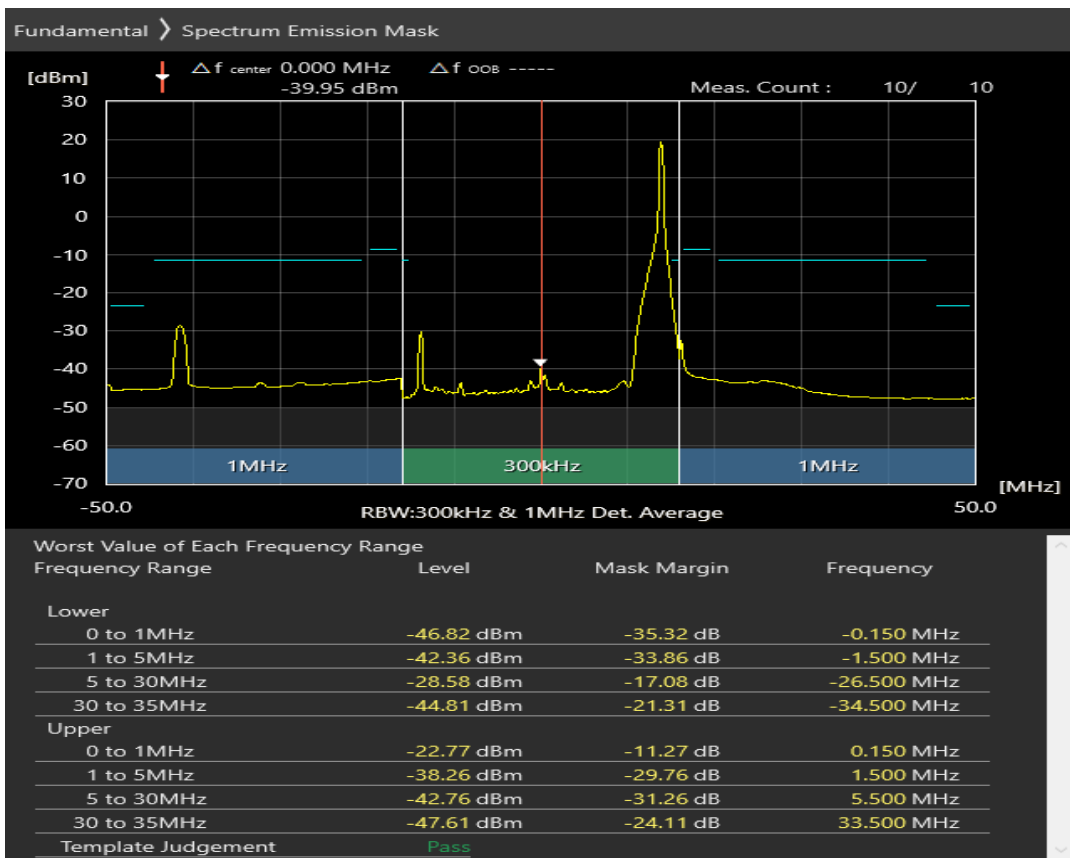 Fundamental 〉 Spectrum Emission Mask
[dBm] △f center 0.000 MHz △f OOB -----
-39.95 dBm Meas. Count : 10/ 10
30
20
10
0
-10
-20
-30
-40
-50
-60
1MHz 300kHz 1MHz
-70
[MHz]
-50.0 RBW:300kHz & 1MHz Det. Average 50.0
Worst Value of Each Frequency Range
Frequency Range Level Mask Margin Frequency
Lower
0 to 1MHz -46.82 dBm -35.32 dB -0.150 MHz
1 to 5MHz -42.36 dBm -33.86 dB -1.500 MHz
5 to 30MHz -28.58 dBm -17.08 dB -26.500 MHz
30 to 35MHz -44.81 dBm -21.31 dB -34.500 MHz
Upper
0 to 1MHz -22.77 dBm -11.27 dB 0.150 MHz
1 to 5MHz -38.26 dBm -29.76 dB 1.500 MHz
5 to 30MHz -42.76 dBm -31.26 dB 5.500 MHz
30 to 35MHz -47.61 dBm -24.11 dB 33.500 MHz
Template Judgement Pass